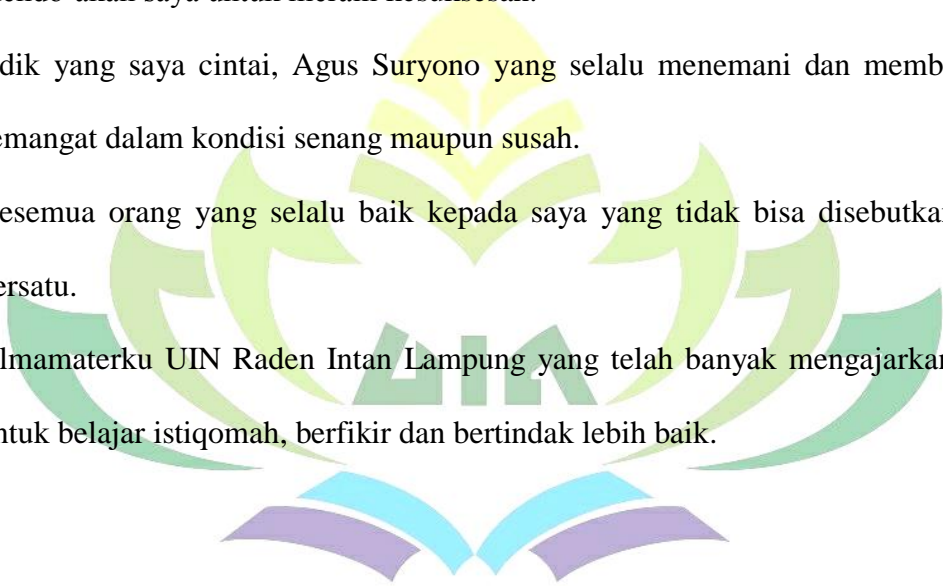 dik yang saya cintai, Agus Suryono yang selalu menemani dan memb
emangat dalam kondisi senang maupun susah.
esemua orang yang selalu baik kepada saya yang tidak bisa disebutka
ersatu.
lmamaterku UIN Raden Intan Lampung yang telah banyak mengajarkan
ntuk belajar istiqomah, berfikir dan bertindak lebih baik.
UIN